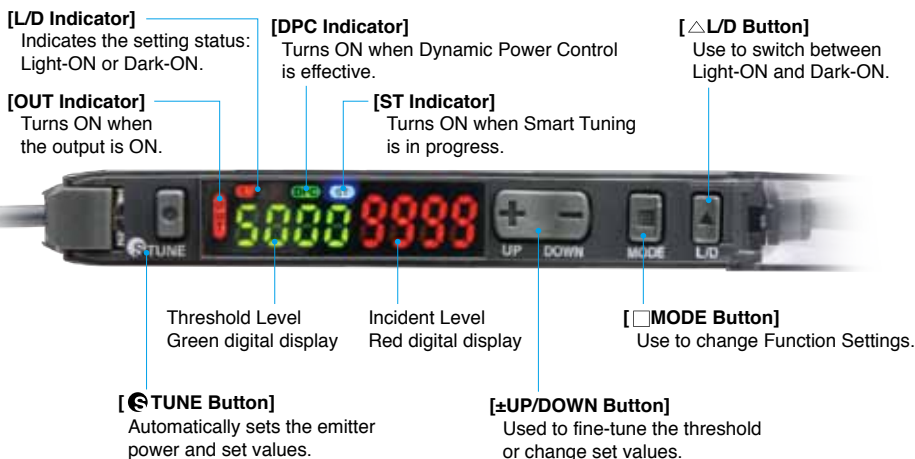 [L/D Indicator]
Indicates the setting status:
Light-ON or Dark-ON.
[DPC Indicator]
Turns ON when Dynamic Power Control
is effective.
[△L/D Button]
Use to switch between
Light-ON and Dark-ON.
[OUT Indicator]
Turns ON when
the output is ON.
[ST Indicator]
Turns ON when Smart Tuning
is in progress.
DPC
ST
5000 9999
S TUNE
UP DOWN
MODE
L/D
Threshold Level
Green digital display
Incident Level
Red digital display
[□MODE Button]
Use to change Function Settings.
[S TUNE Button]
Automatically sets the emitter
power and set values.
[±UP/DOWN Button]
Used to fine-tune the threshold
or change set values.